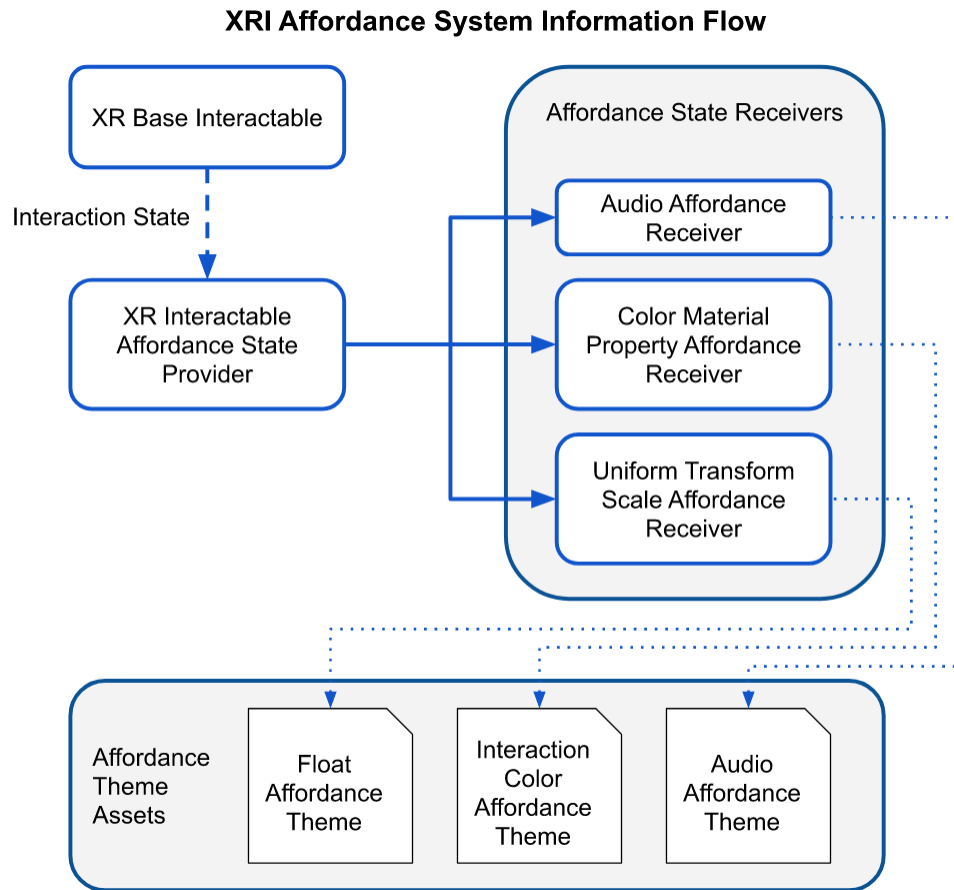 XRI Affordance System Information Flow
XR Base Interactable
Interaction State
XR Interactable
Affordance State
Provider
Affordance State Receivers
Audio Affordance
Receiver
Color Material
Property Affordance
Receiver
Uniform Transform
Scale Affordance
Receiver
Affordance
Theme
Assets
Float
Affordance
Theme
Interaction
Color
Affordance
Theme
Audio
Affordance
Theme